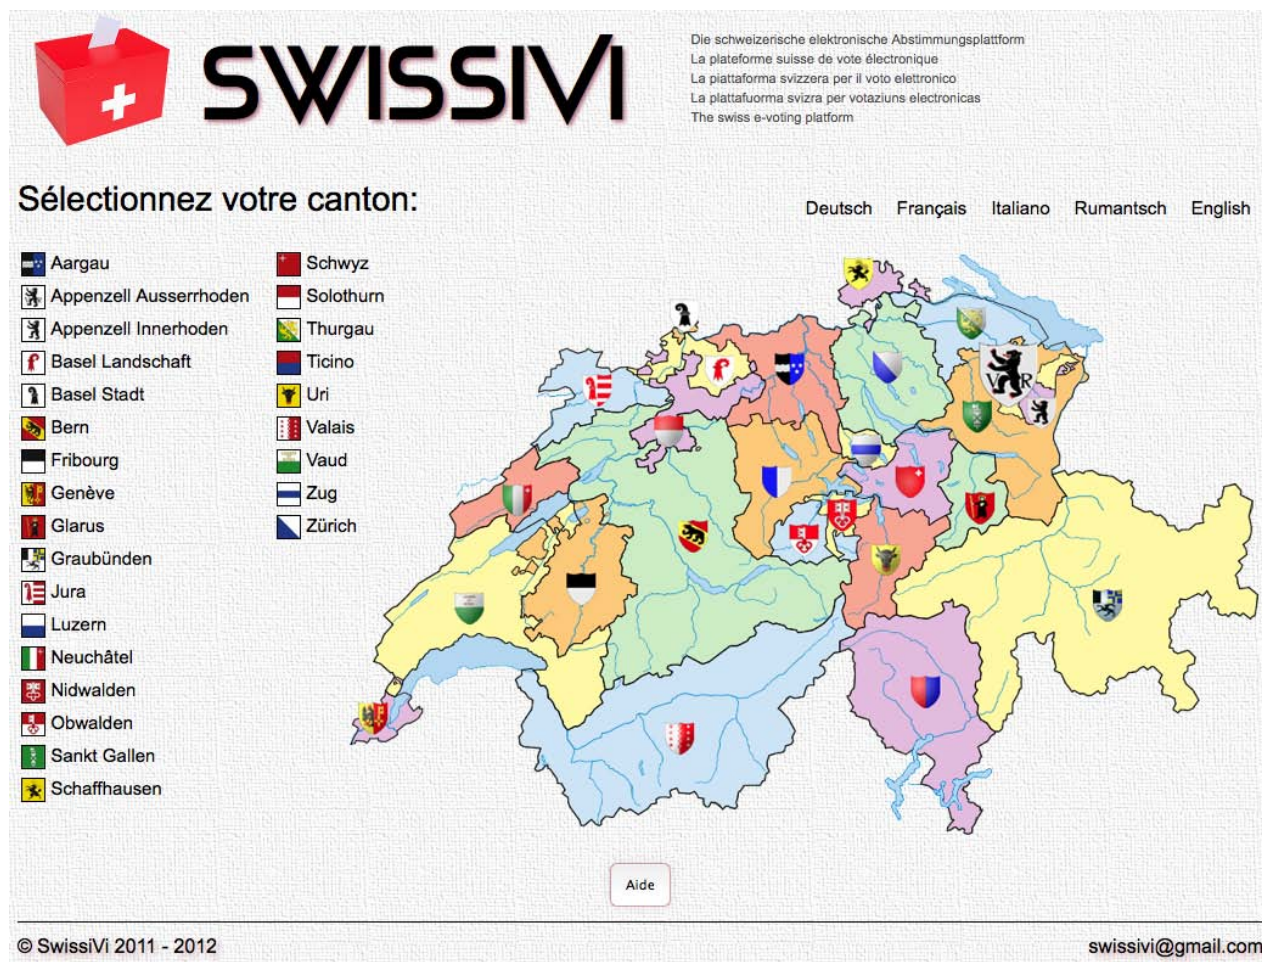 SWISSIVI
Die schweizerische elektronische Abstimmungsplattform
La plateforme suisse de vote électronique
La piattaforma svizzera per il voto elettronico
La plattafuorma svizra per votaziuns electronicas
The swiss e-voting platform
Sélectionnez votre canton:
Deutsch Français Italiano Rumantsch English
Aargau
Appenzell Ausserrhoden
Appenzell Innerhoden
Basel Landschaft
Basel Stadt
Bern
Fribourg
Genève
Glarus
Graubünden
Jura
Luzern
Neuchâtel
Nidwalden
Obwalden
Sankt Gallen
Schaffhausen
Schwyz
Solothurn
Thurgau
Ticino
Uri
Valais
Vaud
Zug
Zürich
V R
Aide
© SwissiVi 2011 - 2012
swissivi@gmail.com